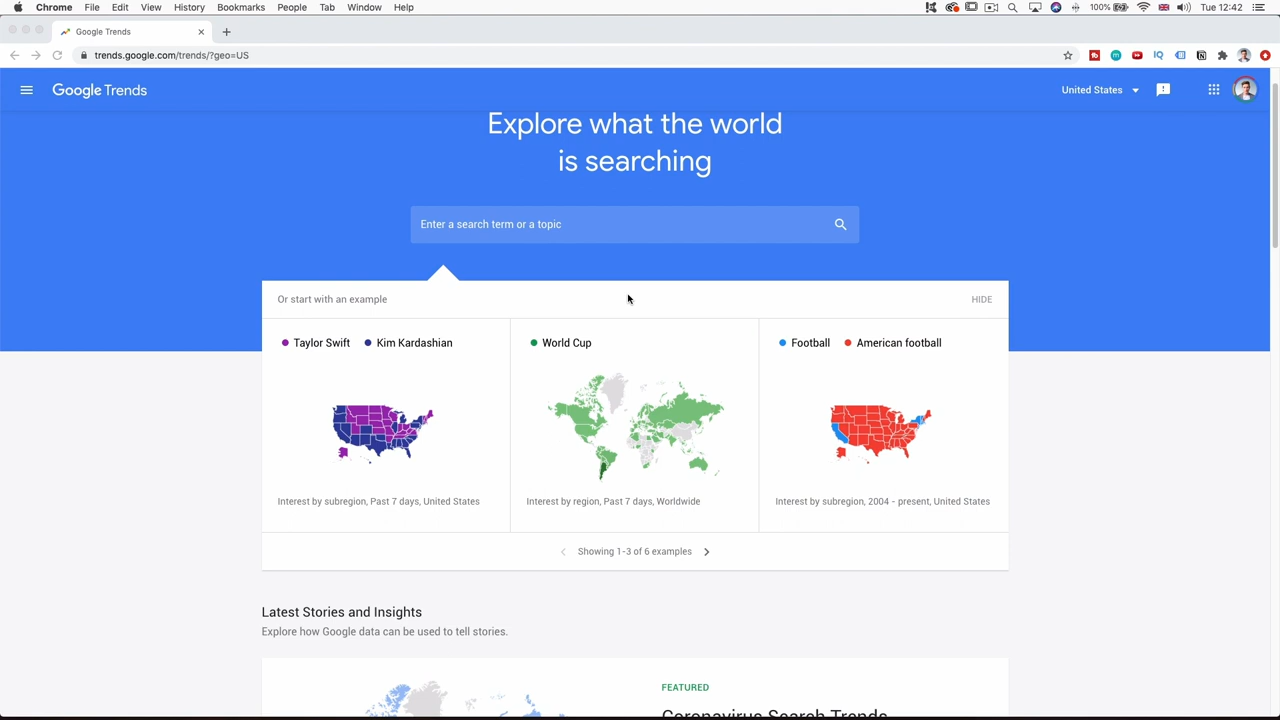 Chrome File Edit View History Bookmarks People Tab Window Help 100% Tue 12:42
Google Trends
trends.google.com/trends/?geo=US
Google Trends United States
Explore what the world
is searching
Enter a search term or a topic
Or start with an example HIDE
Taylor Swift Kim Kardashian World Cup Football American football
Interest by subregion, Past 7 days, United States Interest by region, Past 7 days, Worldwide Interest by subregion, 2004 - present, United States
Showing 1-3 of 6 examples
Latest Stories and Insights
Explore how Google data can be used to tell stories.
FEATURED
Coronavirus Search Trends